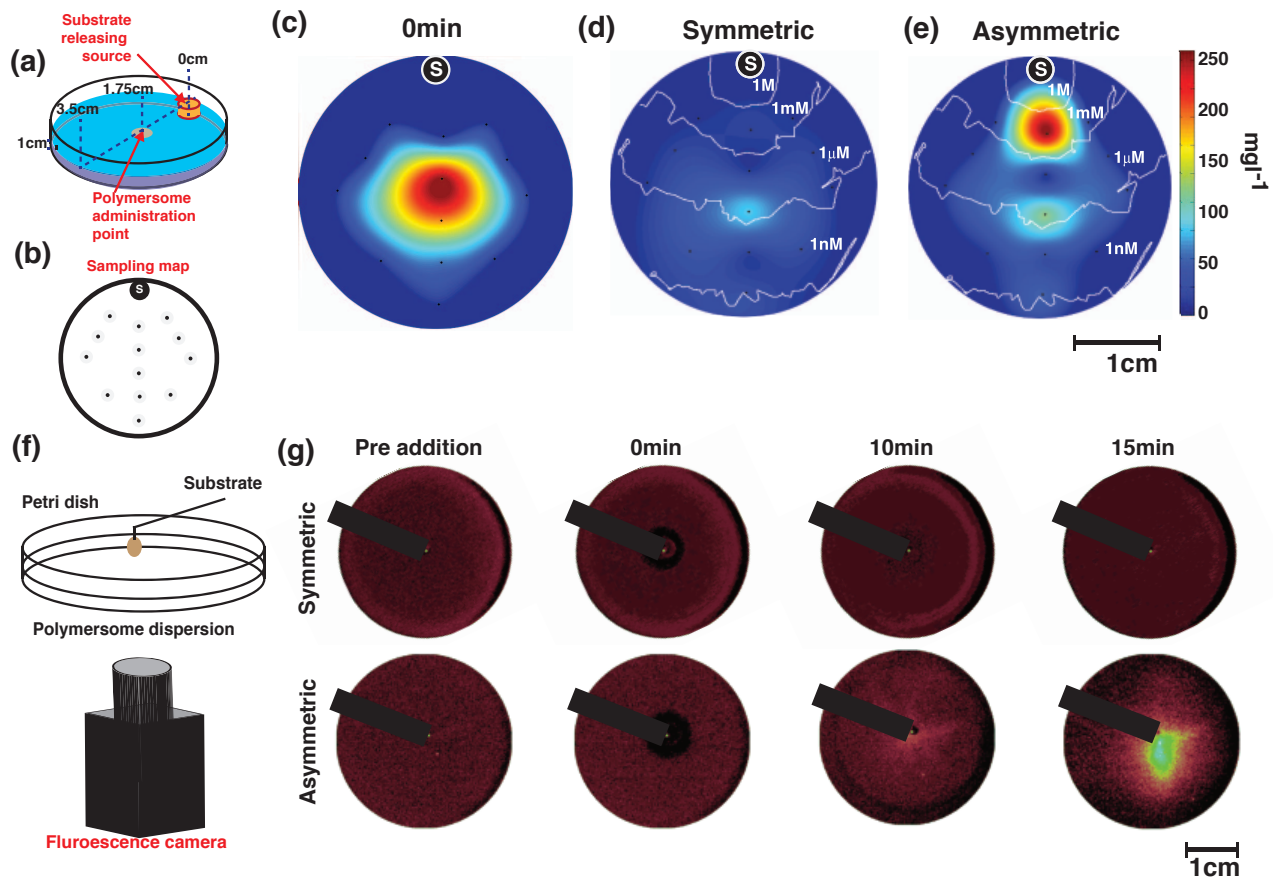 (a)
Substrate
releasing
source
0cm
1.75cm
3.5cm
1cm
Polymersome
administration
point
(b)
Sampling map
S
(c)
0min
S
(d)
Symmetric
S
1M
1mM
1μM
1nM
(e)
Asymmetric
S
1M
1mM
1μM
1nM
250
200
150
100
50
0
mgl⁻¹
1cm
(f)
Substrate
Petri dish
Polymersome dispersion
Fluroescence camera
(g)
Pre addition
0min
10min
15min
Symmetric
Asymmetric
1cm